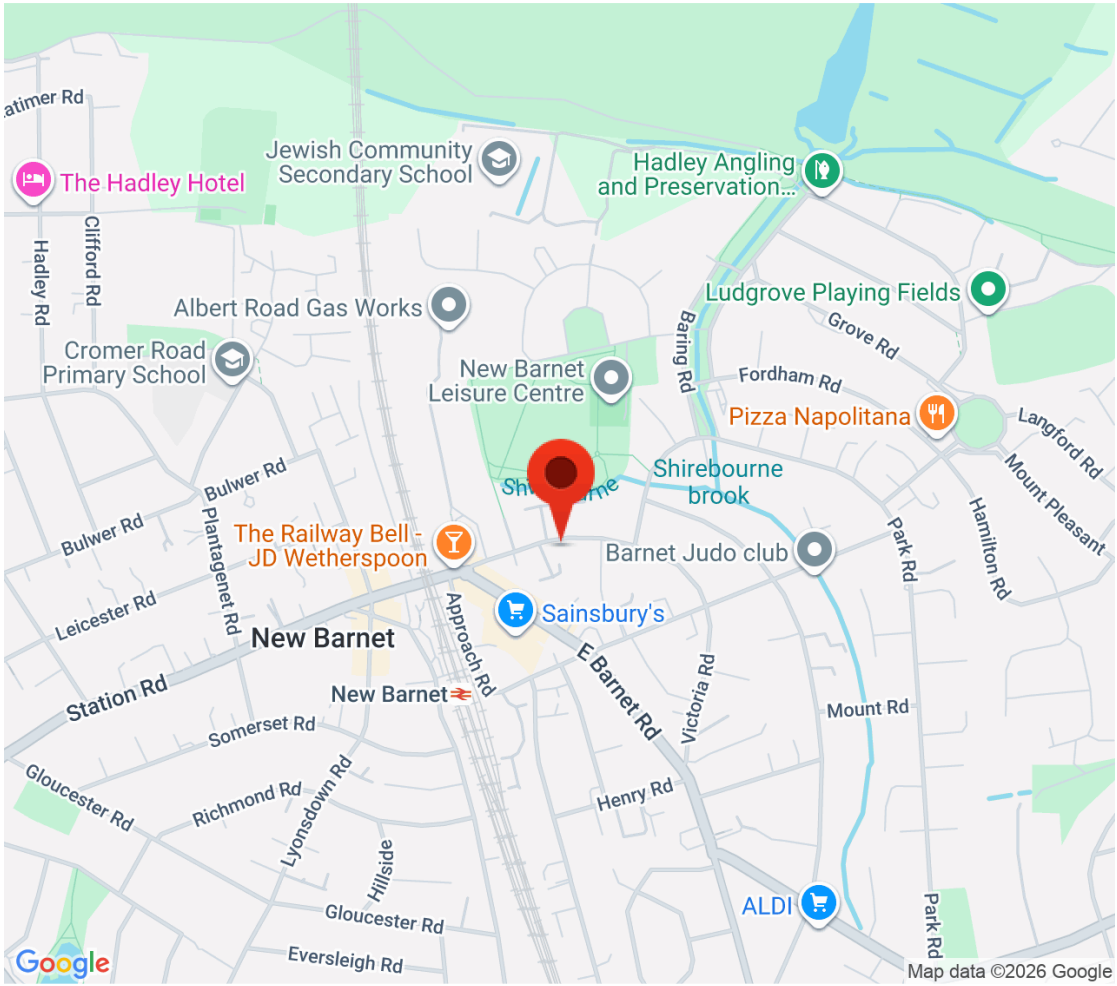 atimer Rd
Jewish Community
Secondary School
Hadley Angling
and Preservation...
The Hadley Hotel
Clifford Rd
Hadley Rd
Ludgrove Playing Fields
Albert Road Gas Works
Baring Rd
Grove Rd
Cromer Road
Primary School
New Barnet
Leisure Centre
Fordham Rd
Pizza Napolitana
Langford Rd
Mount Pleasant
Bulwer Rd
Shirebourne
brook
Bulwer Rd
Plantagenet Rd
The Railway Bell -
JD Wetherspoon
Park Rd
Hamilton Rd
Barnet Judo club
Leicester Rd
Approach Rd
Sainsbury's
New Barnet
E Barnet Rd
Victoria Rd
Station Rd
New Barnet
Mount Rd
Somerset Rd
Gloucester Rd
Richmond Rd
Lyonsdown Rd
Henry Rd
Hillside
ALDI
Gloucester Rd
Park Rd
Eversleigh Rd
Google
Map data ©2026 Google